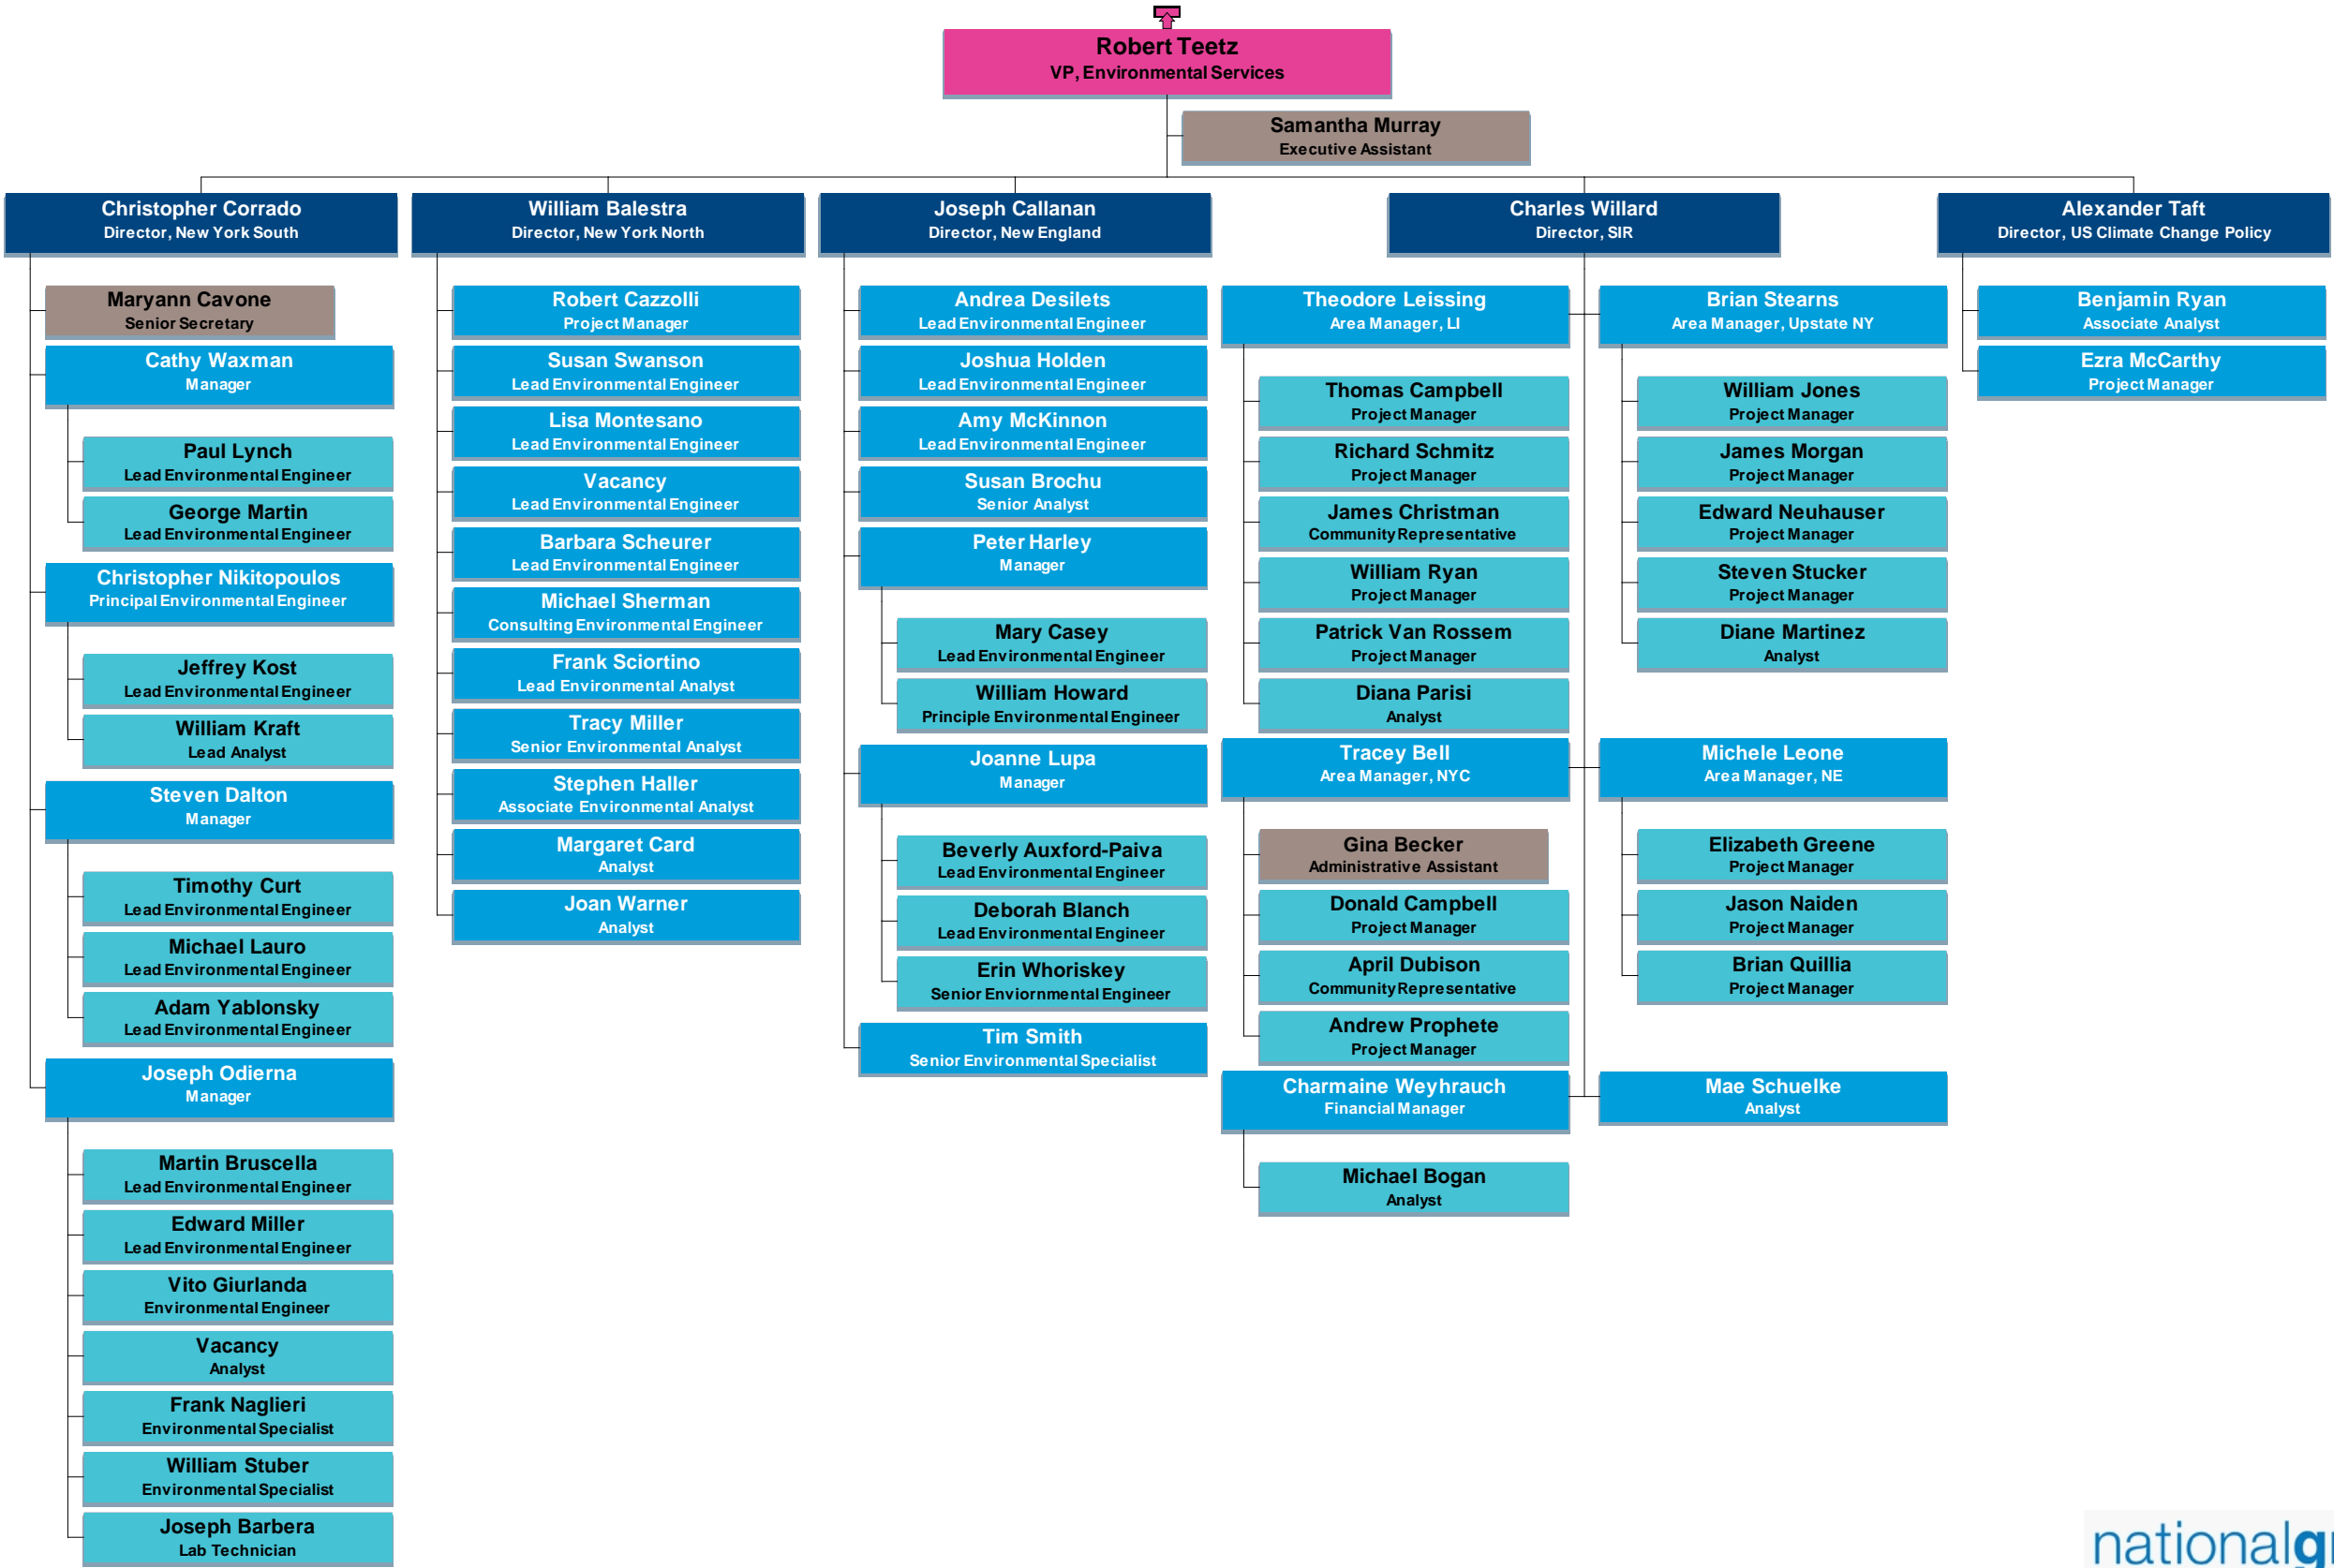 Robert Teetz
VP, Environmental Services
Samantha Murray
Executive Assistant
Christopher Corrado
Director, New York South
Maryann Cavone
Senior Secretary
Cathy Waxman
Manager
Paul Lynch
Lead Environmental Engineer
George Martin
Lead Environmental Engineer
Christopher Nikitopoulos
Principal Environmental Engineer
Jeffrey Kost
Lead Environmental Engineer
William Kraft
Lead Analyst
Steven Dalton
Manager
Timothy Curt
Lead Environmental Engineer
Michael Lauro
Lead Environmental Engineer
Adam Yablonsky
Lead Environmental Engineer
Joseph Odierna
Manager
Martin Bruscella
Lead Environmental Engineer
Edward Miller
Lead Environmental Engineer
Vito Giurlanda
Environmental Engineer
Vacancy
Analyst
Frank Naglieri
Environmental Specialist
William Stuber
Environmental Specialist
Joseph Barbera
Lab Technician
William Balestra
Director, New York North
Robert Cazzolli
Project Manager
Susan Swanson
Lead Environmental Engineer
Lisa Montesano
Lead Environmental Engineer
Vacancy
Lead Environmental Engineer
Barbara Scheurer
Lead Environmental Engineer
Michael Sherman
Consulting Environmental Engineer
Frank Sciortino
Lead Environmental Analyst
Tracy Miller
Senior Environmental Analyst
Stephen Haller
Associate Environmental Analyst
Margaret Card
Analyst
Joan Warner
Analyst
Joseph Callanan
Director, New England
Andrea Desilets
Lead Environmental Engineer
Joshua Holden
Lead Environmental Engineer
Amy McKinnon
Lead Environmental Engineer
Susan Brochu
Senior Analyst
Peter Harley
Manager
Mary Casey
Lead Environmental Engineer
William Howard
Principle Environmental Engineer
Joanne Lupa
Manager
Beverly Auxford-Paiva
Lead Environmental Engineer
Deborah Blanch
Lead Environmental Engineer
Erin Whoriskey
Senior Enviornmental Engineer
Tim Smith
Senior Environmental Specialist
Charles Willard
Director, SIR
Theodore Leissing
Area Manager, LI
Thomas Campbell
Project Manager
Richard Schmitz
Project Manager
James Christman
Community Representative
William Ryan
Project Manager
Patrick Van Rossem
Project Manager
Diana Parisi
Analyst
Brian Stearns
Area Manager, Upstate NY
William Jones
Project Manager
James Morgan
Project Manager
Edward Neuhauser
Project Manager
Steven Stucker
Project Manager
Diane Martinez
Analyst
Tracey Bell
Area Manager, NYC
Gina Becker
Administrative Assistant
Donald Campbell
Project Manager
April Dubison
Community Representative
Andrew Prophete
Project Manager
Michele Leone
Area Manager, NE
Elizabeth Greene
Project Manager
Jason Naiden
Project Manager
Brian Quillia
Project Manager
Charmaine Weyhrauch
Financial Manager
Michael Bogan
Analyst
Mae Schuelke
Analyst
Alexander Taft
Director, US Climate Change Policy
Benjamin Ryan
Associate Analyst
Ezra McCarthy
Project Manager
nationalg